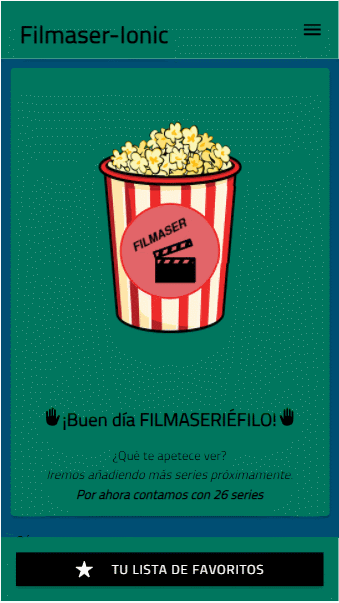 Filmaser-Ionic
FILMASER
¡Buen día FILMASERIÉFILO!
¿Qué te apetece ver?
Iremos añadiendo más series próximamente.
Por ahora contamos con 26 series
TU LISTA DE FAVORITOS